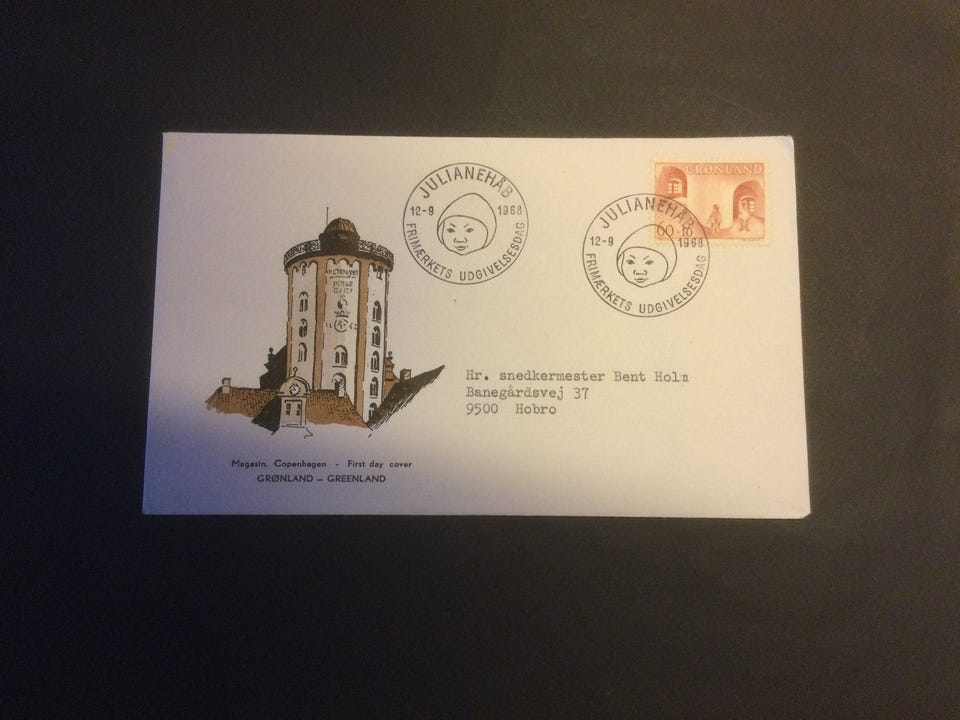 JULIANEHÅB
12-9 1968
FRIMÆRKETS UDGIVELSESDAG
GRØNLAND
60+10
JULIANEHÅB
12-9 1968
FRIMÆRKETS UDGIVELSESDAG
Hr. snedkermester Bent Holm
Banegårdsvej 37
9500 Hobro
Magasin, Copenhagen - First day cover
GRØNLAND – GREENLAND